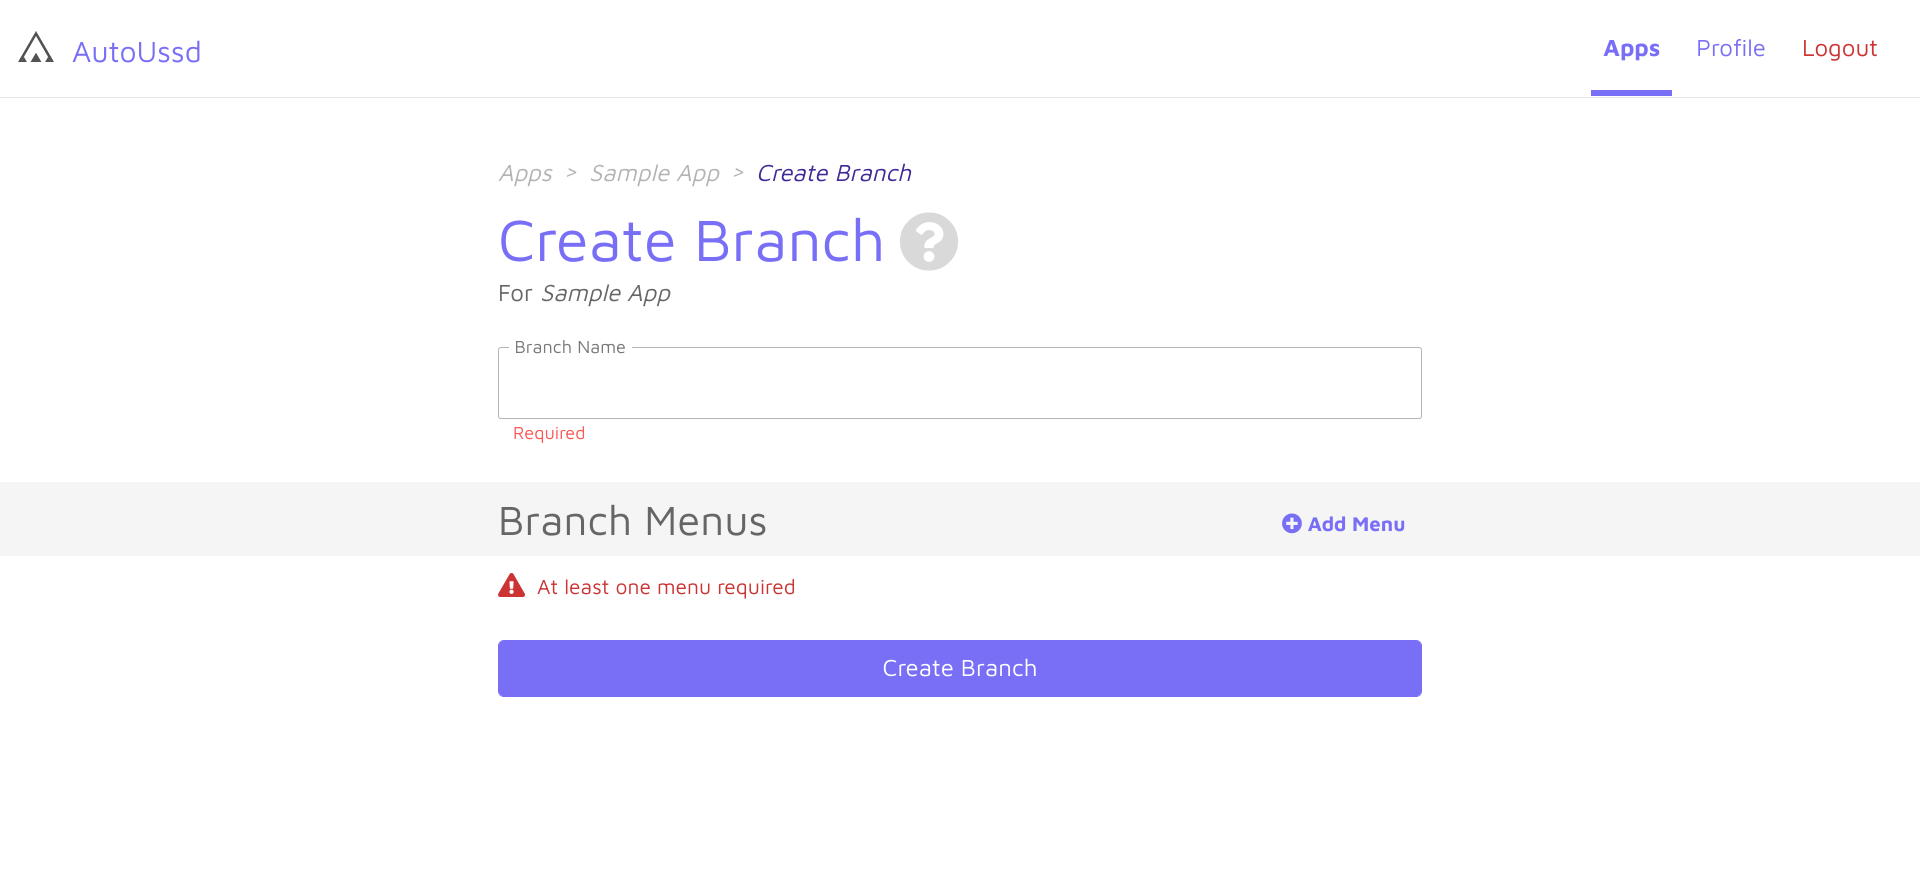 AutoUssd
Apps Profile Logout
Apps > Sample App > Create Branch
Create Branch ?
For Sample App
Branch Name
Required
Branch Menus
Add Menu
At least one menu required
Create Branch